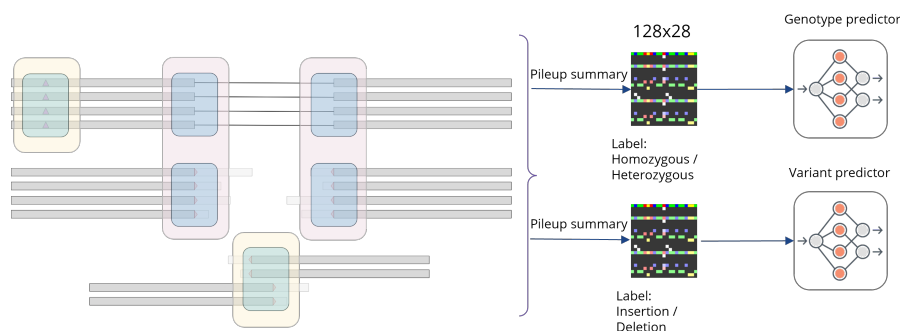 Genotype predictor
128x28
Pileup summary
Label:
Homozygous /
Heterozygous
Variant predictor
Pileup summary
Label:
Insertion /
Deletion